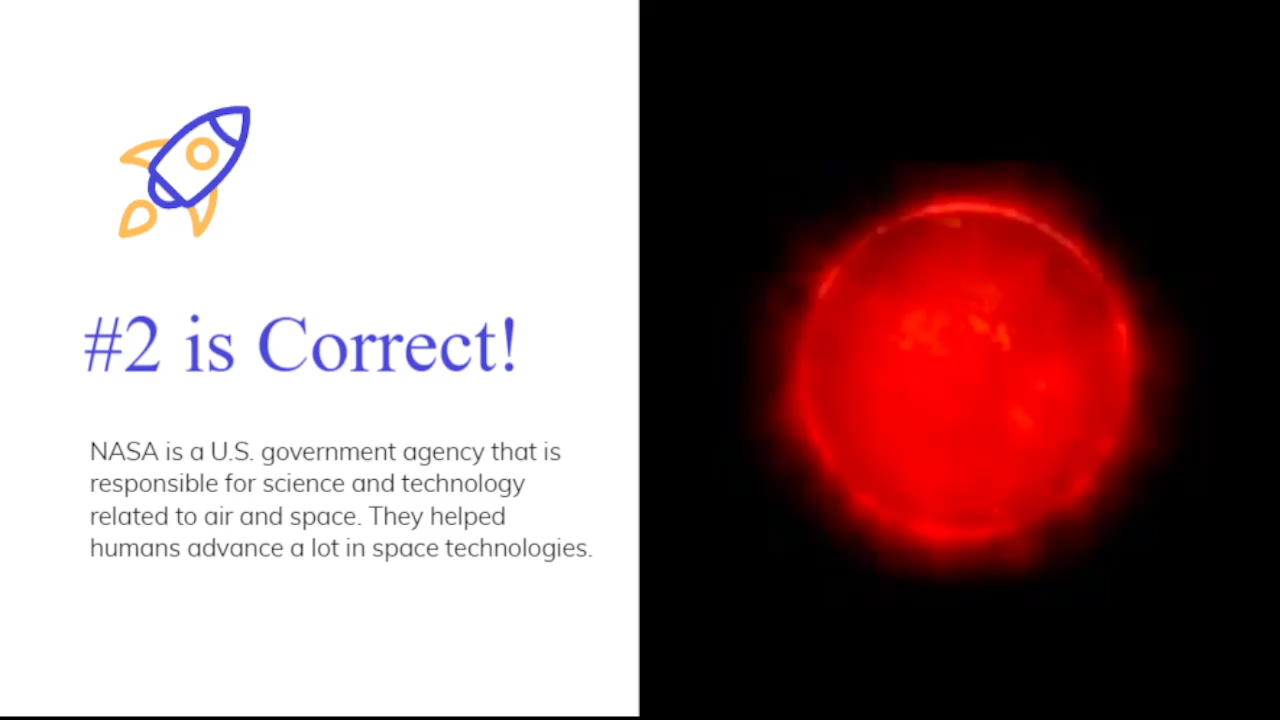 #2 is Correct!
NASA is a U.S. government agency that is
responsible for science and technology
related to air and space. They helped
humans advance a lot in space technologies.